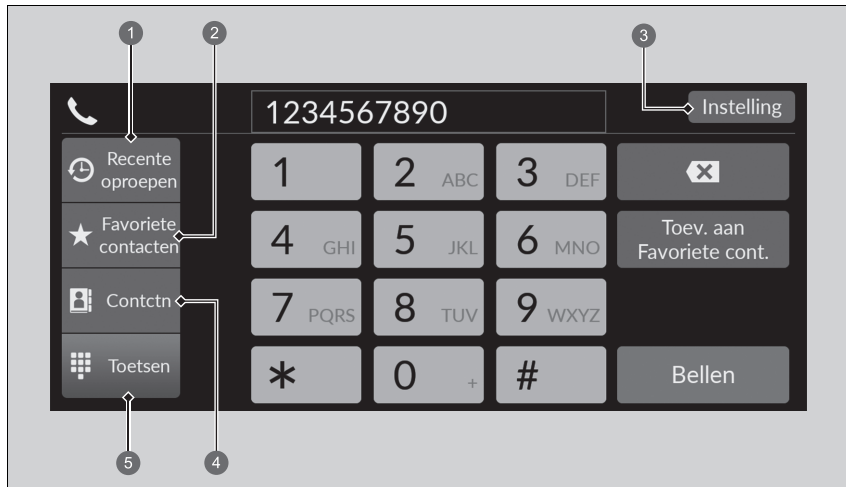 1
2
3
1234567890
Instelling
Recente
oproepen
1
2 ABC
3 DEF
Favoriete
contacten
4 GHI
5 JKL
6 MNO
Toev. aan
Favoriete cont.
Contctn
7 PQRS
8 TUV
9 WXYZ
Toetsen
*
0 +
#
Bellen
5
4